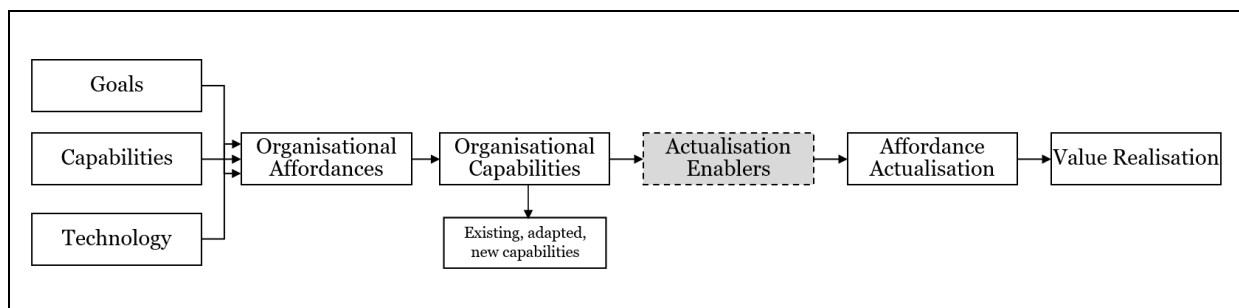 Goals
Capabilities
Technology
Organisational
Affordances
Organisational
Capabilities
Existing, adapted,
new capabilities
Actualisation
Enablers
Affordance
Actualisation
Value Realisation